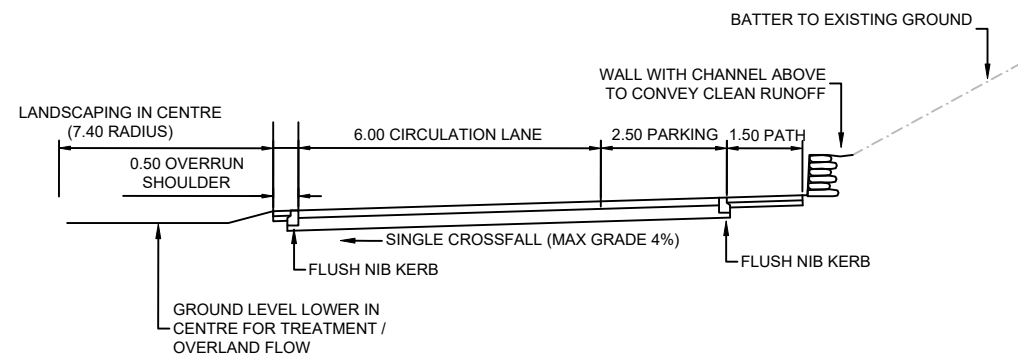 BATTER TO EXISTING GROUND
WALL WITH CHANNEL ABOVE
TO CONVEY CLEAN RUNOFF
LANDSCAPING IN CENTRE
(7.40 RADIUS)
6.00 CIRCULATION LANE
2.50 PARKING
1.50 PATH
0.50 OVERRUN
SHOULDER
SINGLE CROSSFALL (MAX GRADE 4%)
FLUSH NIB KERB
FLUSH NIB KERB
GROUND LEVEL LOWER IN
CENTRE FOR TREATMENT /
OVERLAND FLOW